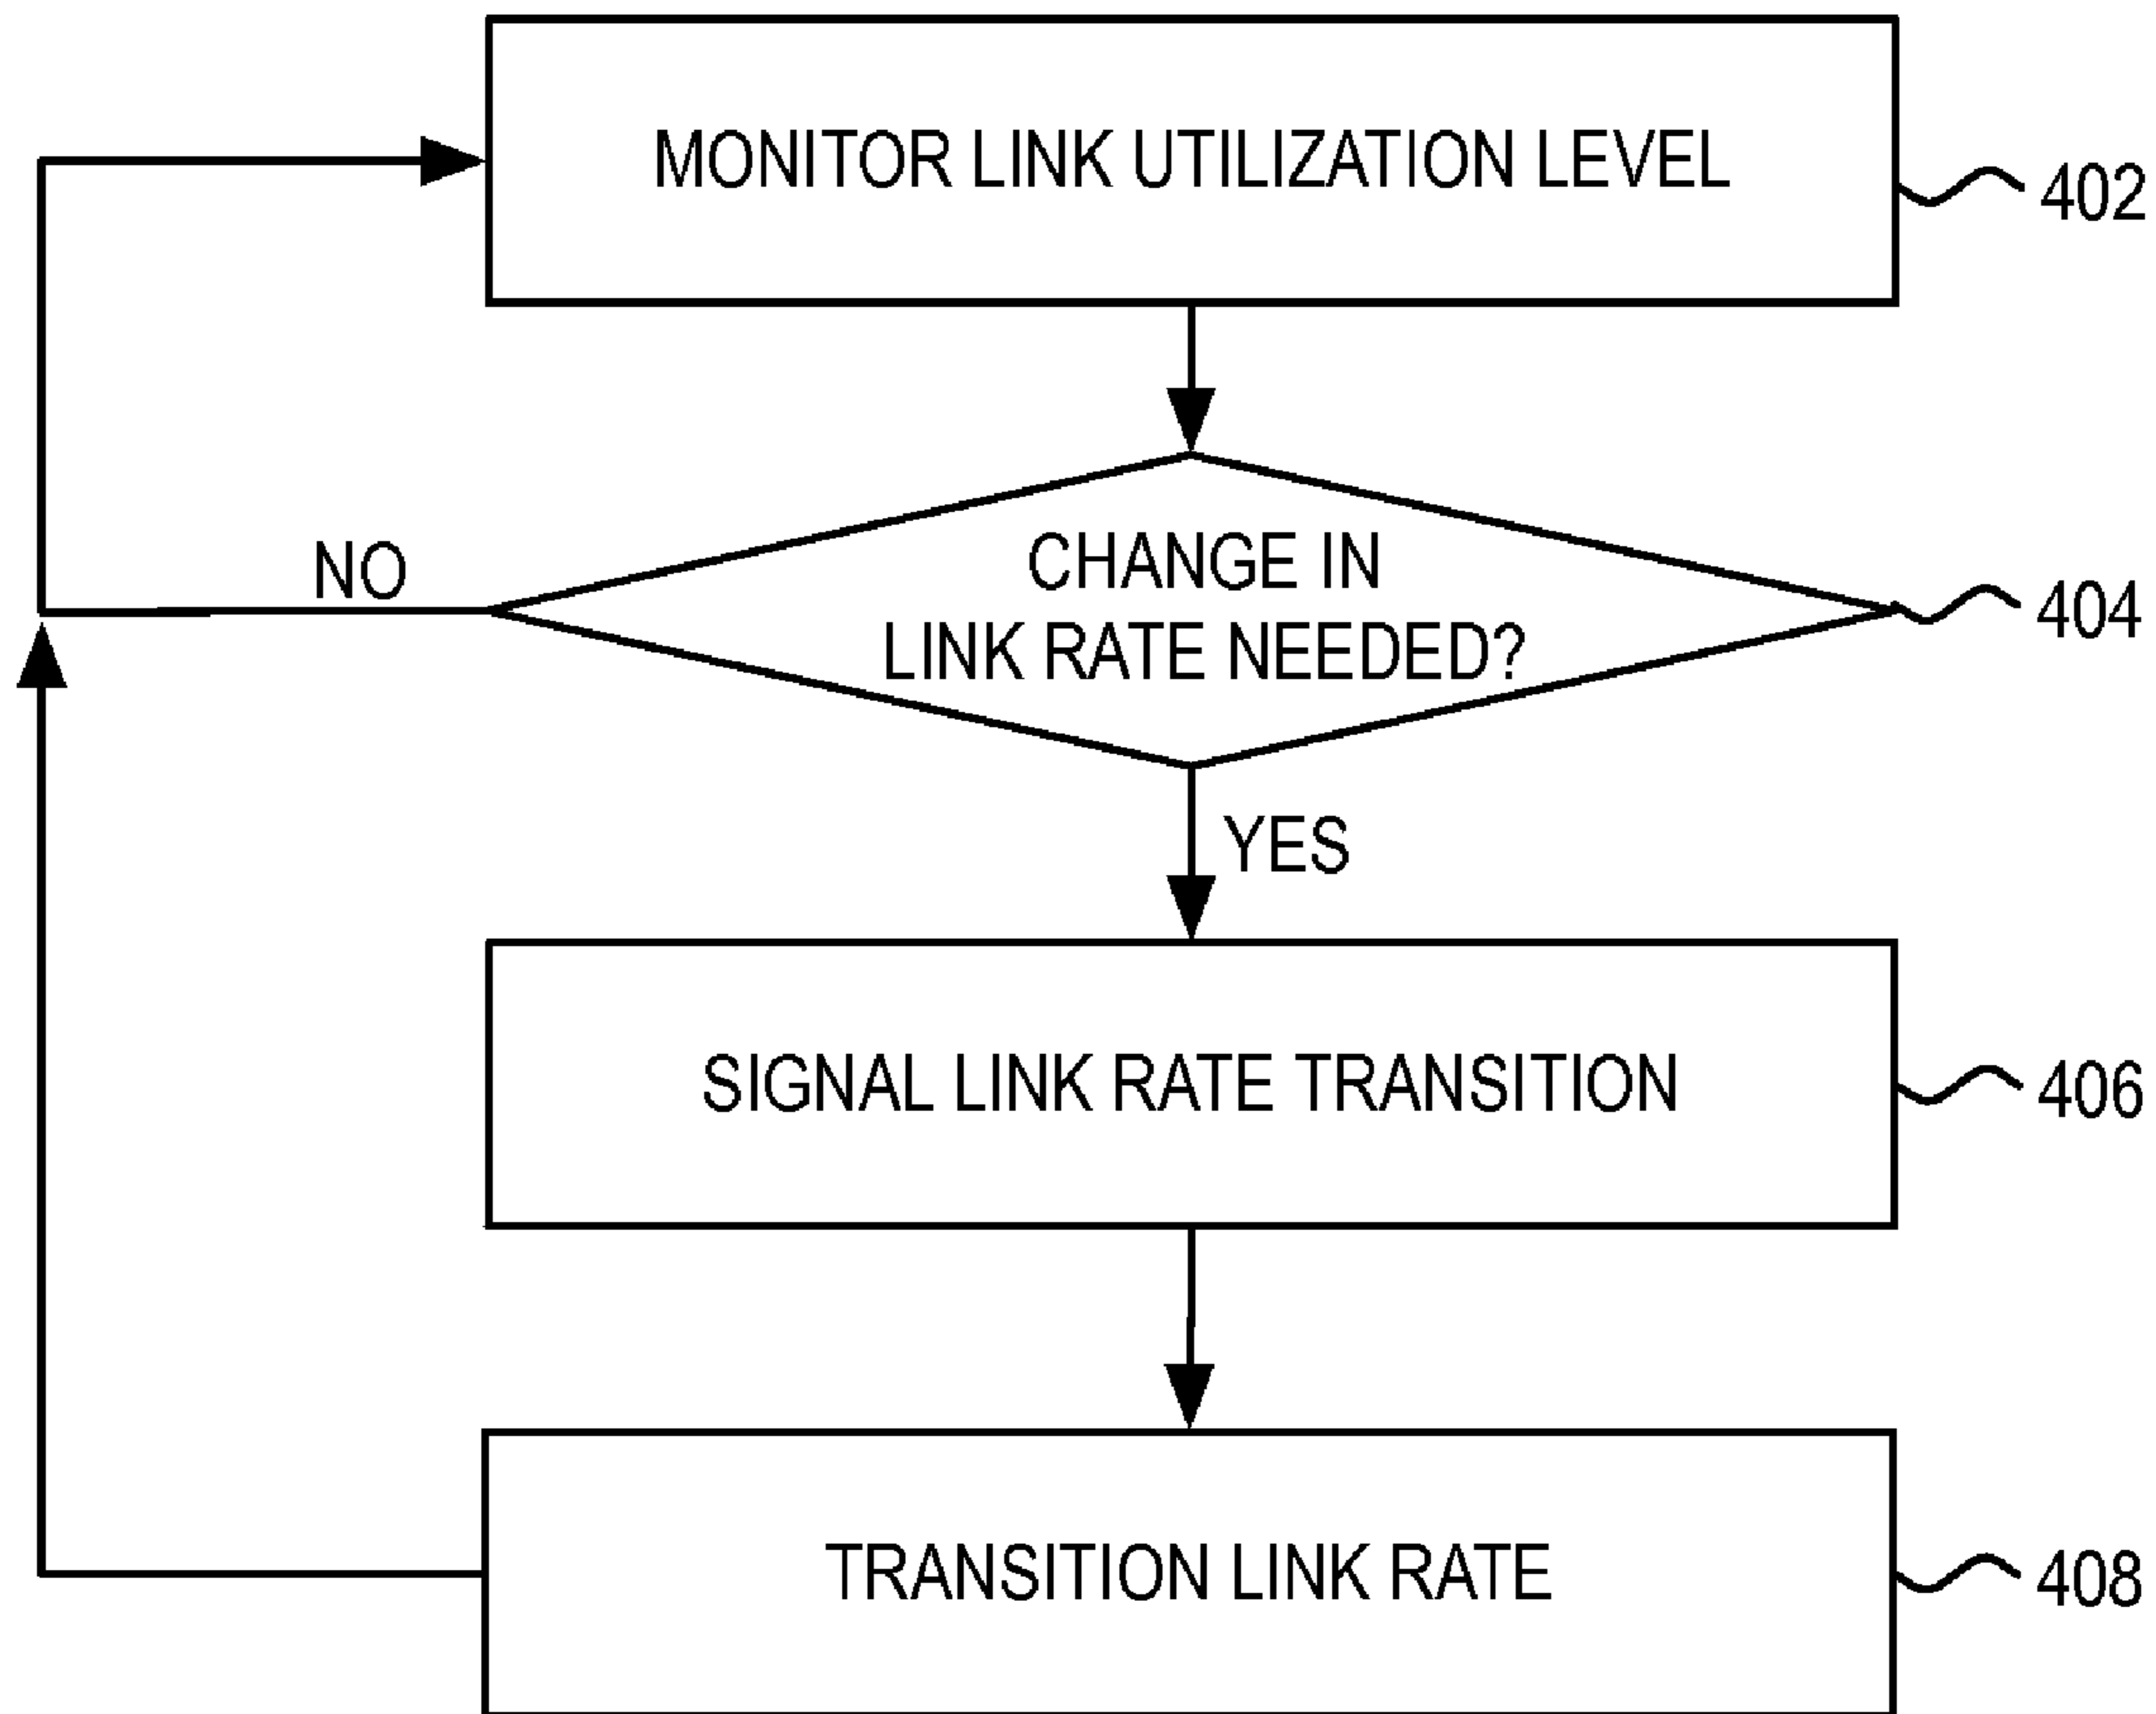 MONITOR LINK UTILIZATION LEVEL
402
CHANGE IN
LINK RATE NEEDED?
404
NO
YES
SIGNAL LINK RATE TRANSITION
406
TRANSITION LINK RATE
408